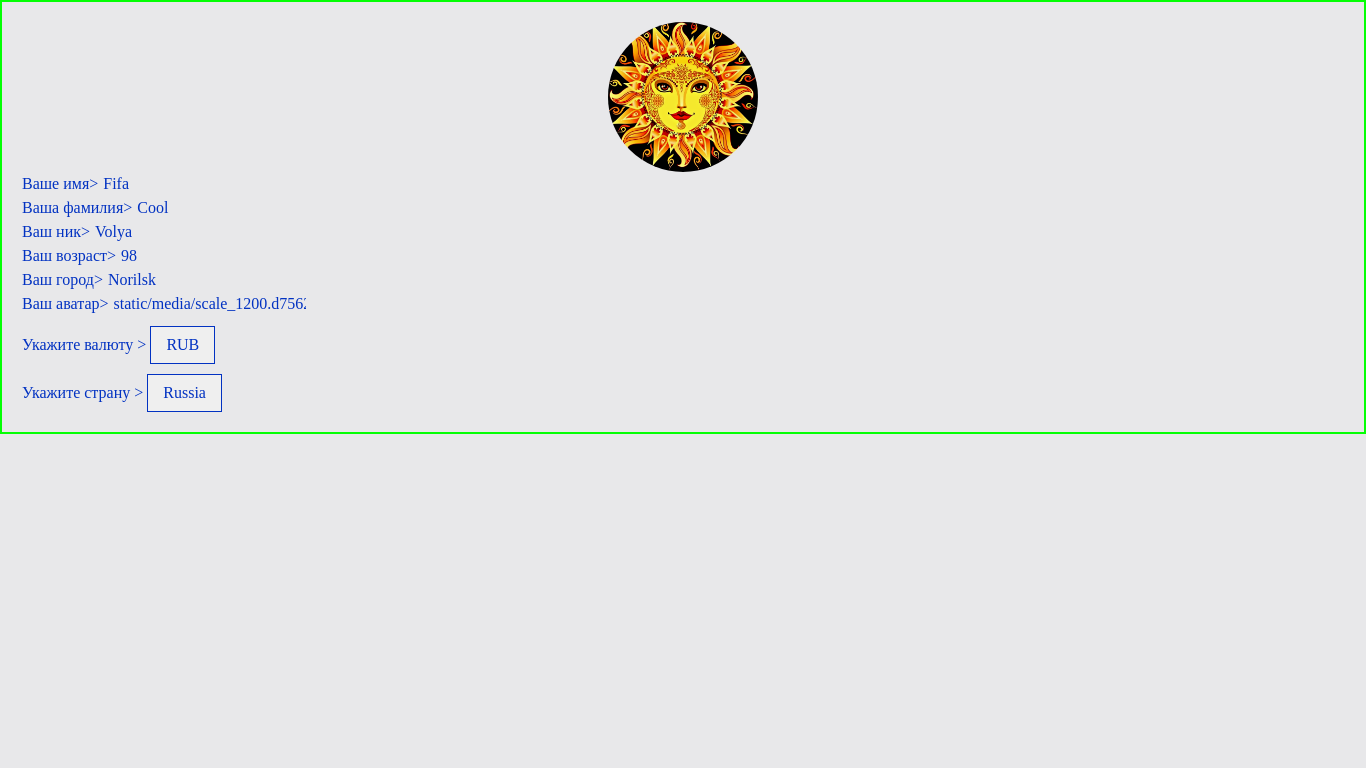 Ваше имя> Fifa
Ваша фамилия> Cool
Ваш ник> Volya
Ваш возраст> 98
Ваш город> Norilsk
Ваш аватар> static/media/scale_1200.d756
Укажите валюту > RUB
Укажите страну > Russia